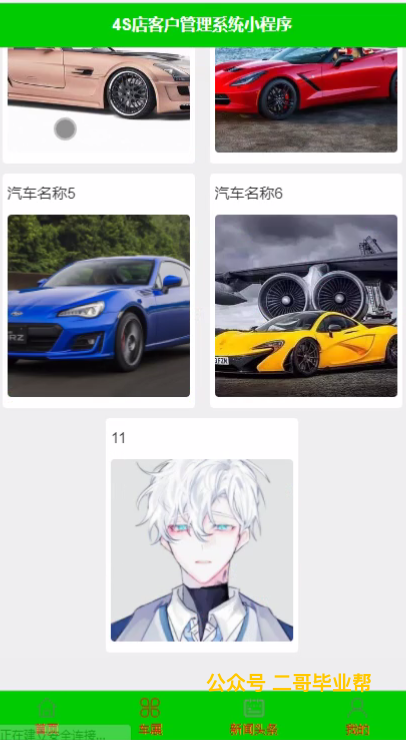 4S店客户管理系统小程序
汽车名称5
汽车名称6
RZ
11
公众号 二哥毕业帮
首页
车展
新闻头条
我的
正在建立安全连接...